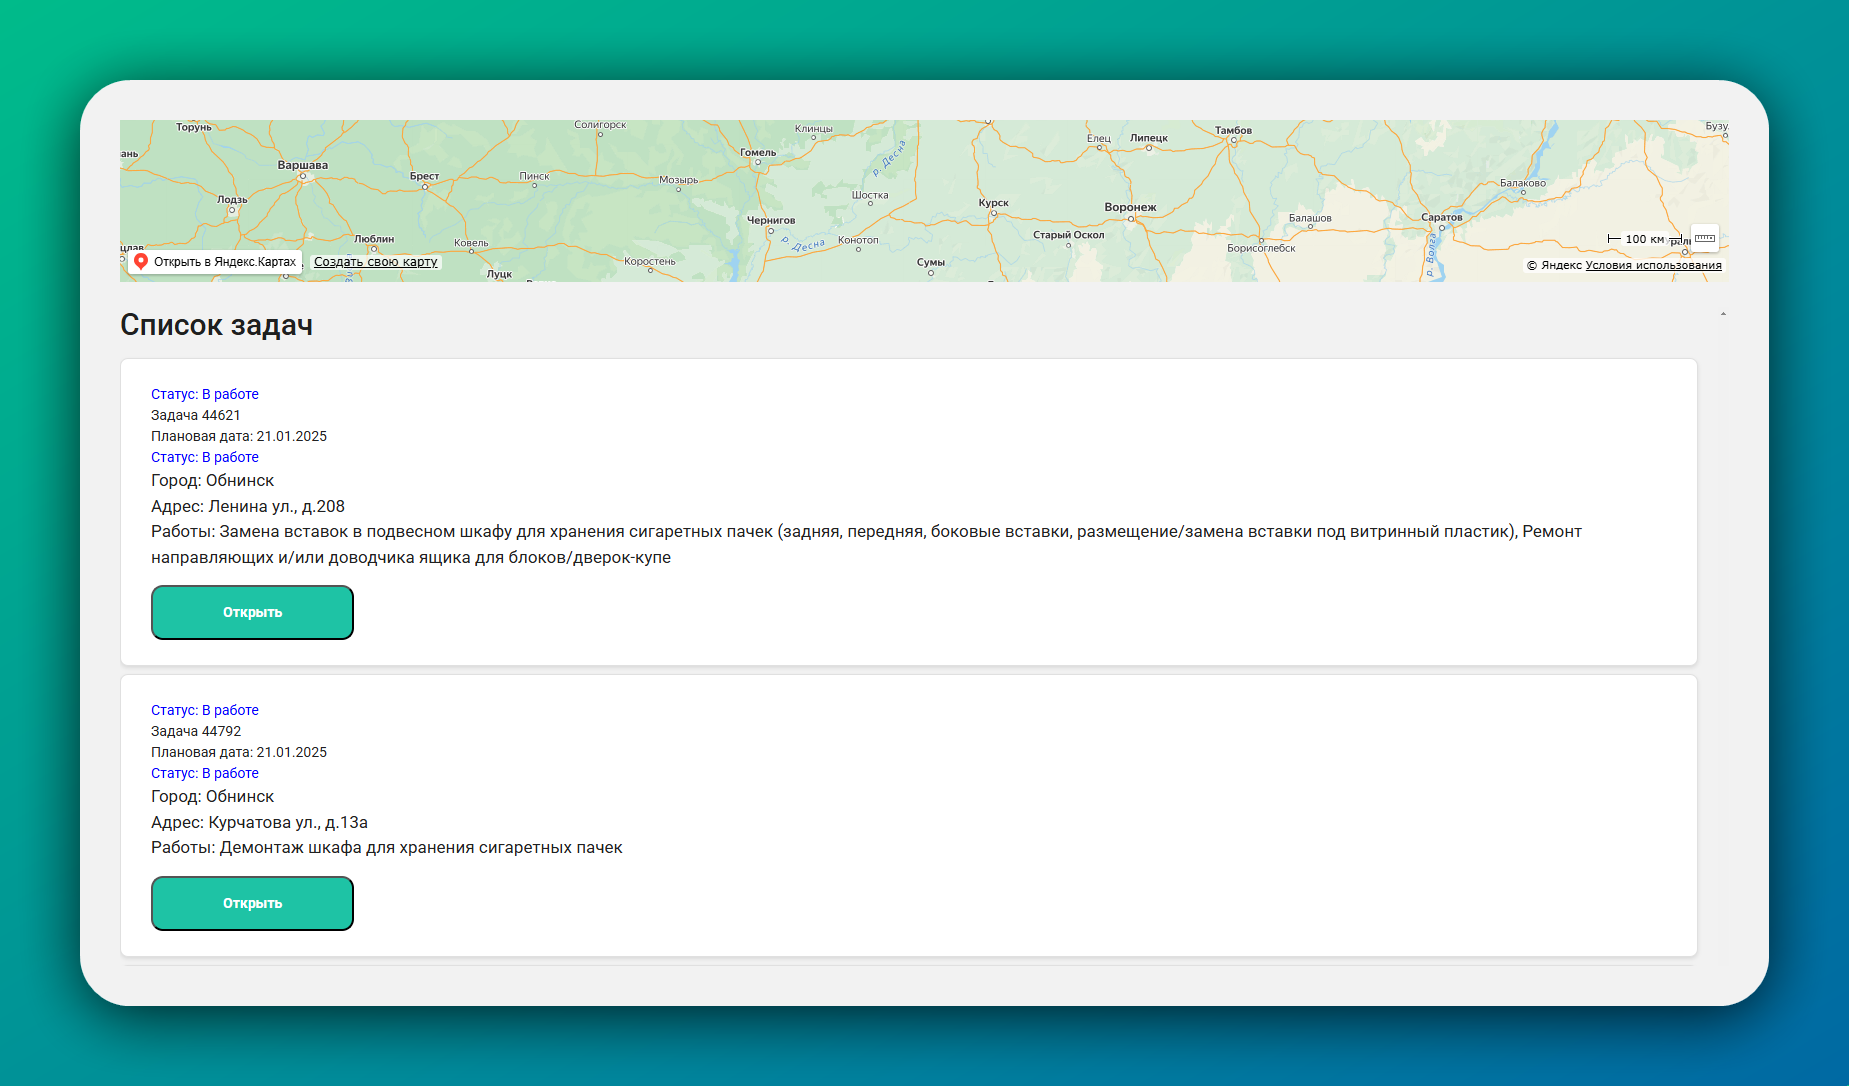 Торунь
Солигорск
Клинцы
Елец
Липецк
Тамбов
Бузу
ань
Варшава
Гомель
р. Десна
Брест
Пинск
Мозырь
Балаково
Лодзь
Шостка
Курск
Воронеж
Чернигов
Балашов
Саратов
Люблин
Ковель
р. Десна
Конотоп
Старый Оскол
Борисоглебск
100 км
Открыть в Яндекс.Картах
Создать свою карту
Коростень
Сумы
р. Волга
Луцк
© Яндекс Условия использования
Список задач
Статус: В работе
Задача 44621
Плановая дата: 21.01.2025
Статус: В работе
Город: Обнинск
Адрес: Ленина ул., д.208
Работы: Замена вставок в подвесном шкафу для хранения сигаретных пачек (задняя, передняя, боковые вставки, размещение/замена вставки под витринный пластик), Ремонт
направляющих и/или доводчика ящика для блоков/дверок-купе
Открыть
Статус: В работе
Задача 44792
Плановая дата: 21.01.2025
Статус: В работе
Город: Обнинск
Адрес: Курчатова ул., д.13а
Работы: Демонтаж шкафа для хранения сигаретных пачек
Открыть